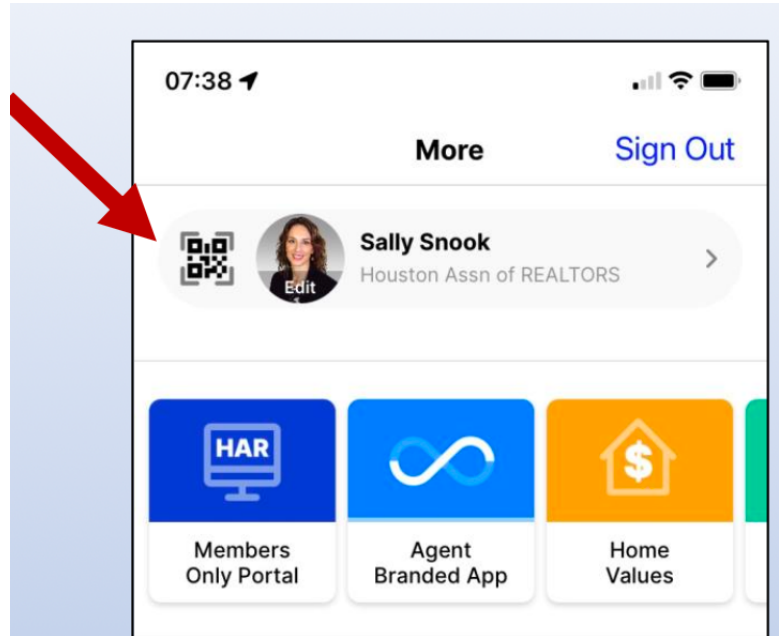 07:38
More
Sign Out
Sally Snook
Edit
Houston Assn of REALTORS
HAR
$
Members
Only Portal
Agent
Branded App
Home
Values